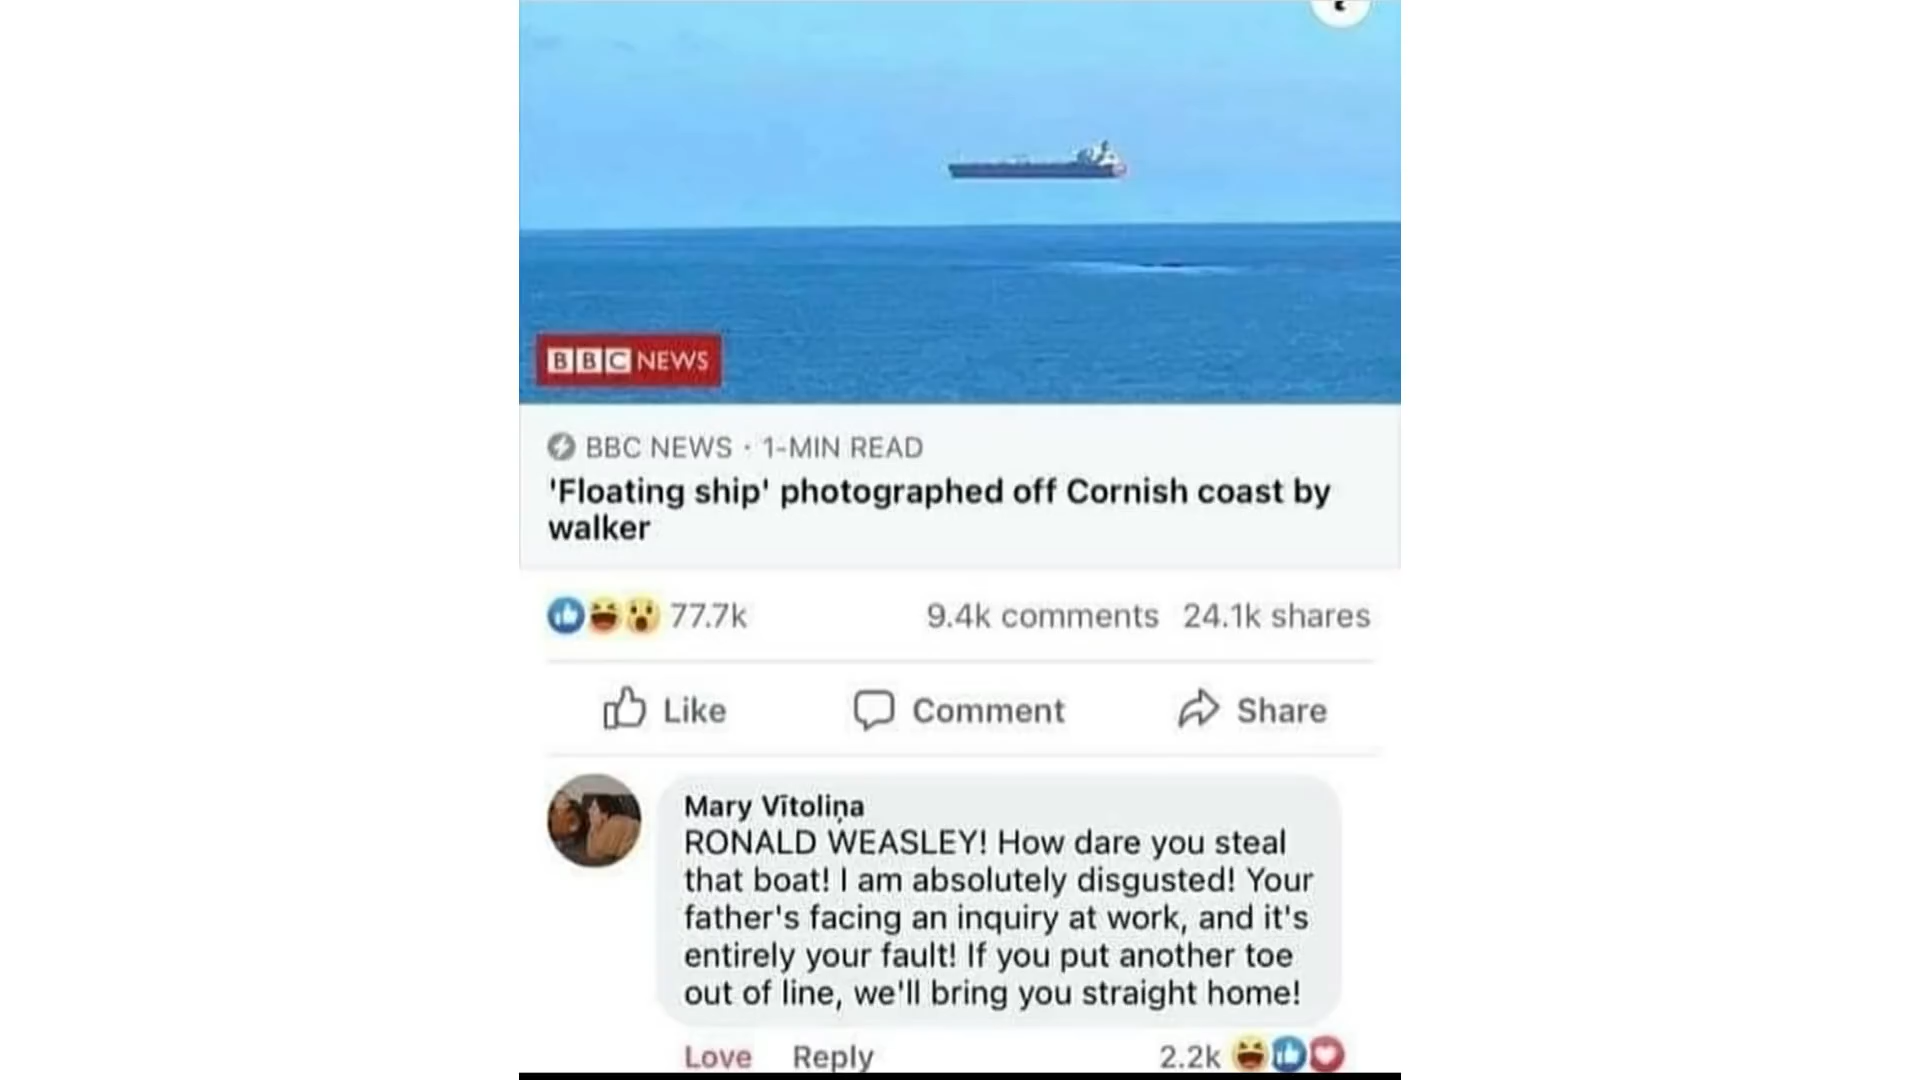 BBC NEWS
BBC NEWS · 1-MIN READ
'Floating ship' photographed off Cornish coast by
walker
77.7k 9.4k comments 24.1k shares
Like Comment Share
Mary Vītoliņa
RONALD WEASLEY! How dare you steal
that boat! I am absolutely disgusted! Your
father's facing an inquiry at work, and it's
entirely your fault! If you put another toe
out of line, we'll bring you straight home!
Love Reply 2.2k